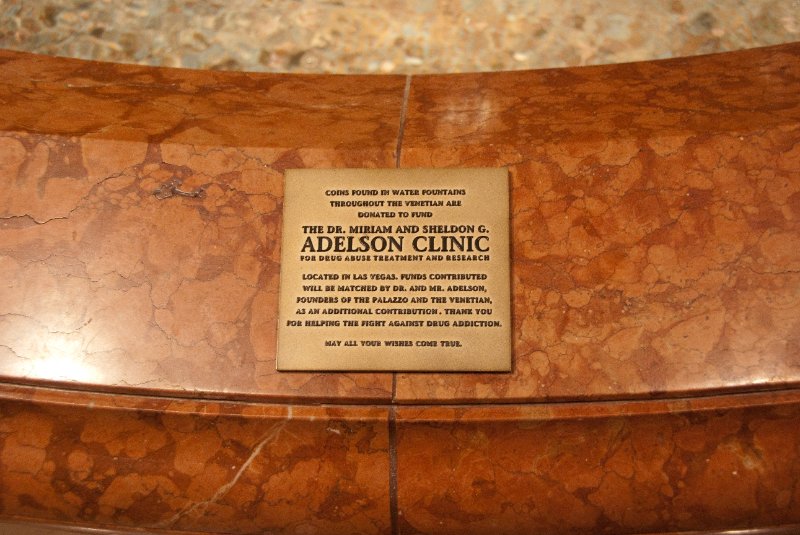 COINS FOUND IN WATER FOUNTAINS
THROUGHOUT THE VENETIAN ARE
DONATED TO FUND
THE DR. MIRIAM AND SHELDON G.
ADELSON CLINIC
FOR DRUG ABUSE TREATMENT AND RESEARCH
LOCATED IN LAS VEGAS. FUNDS CONTRIBUTED
WILL BE MATCHED BY DR. AND MR. ADELSON,
FOUNDERS OF THE PALAZZO AND THE VENETIAN,
AS AN ADDITIONAL CONTRIBUTION. THANK YOU
FOR HELPING THE FIGHT AGAINST DRUG ADDICTION.
MAY ALL YOUR WISHES COME TRUE.